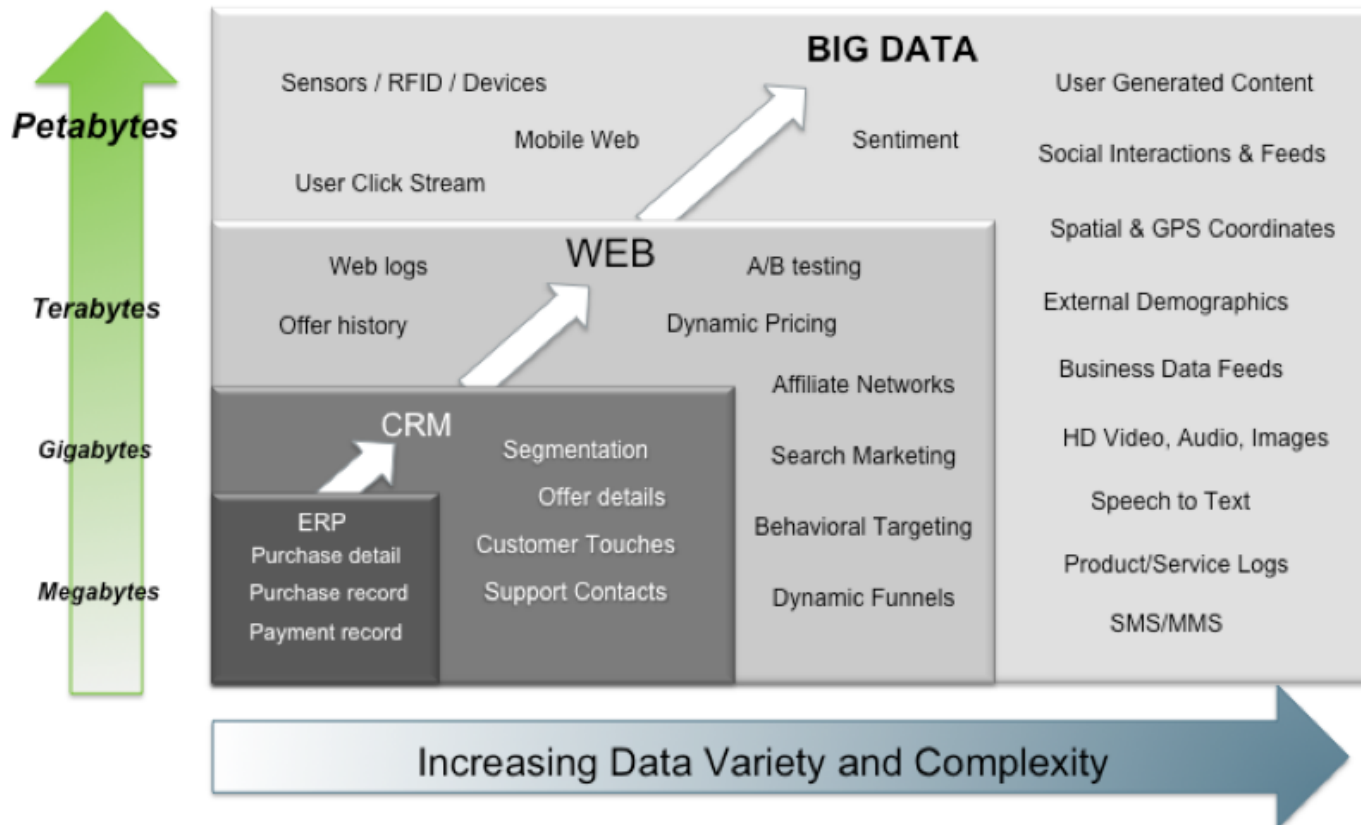 BIG DATA
Sensors / RFID / Devices
User Generated Content
Petabytes
Mobile Web
Sentiment
Social Interactions & Feeds
User Click Stream
Spatial & GPS Coordinates
WEB
Web logs
A/B testing
Terabytes
External Demographics
Offer history
Dynamic Pricing
Business Data Feeds
Affiliate Networks
CRM
HD Video, Audio, Images
Gigabytes
Segmentation
Search Marketing
Offer details
Speech to Text
ERP
Behavioral Targeting
Purchase detail
Customer Touches
Product/Service Logs
Megabytes
Purchase record
Support Contacts
Dynamic Funnels
SMS/MMS
Payment record
Increasing Data Variety and Complexity